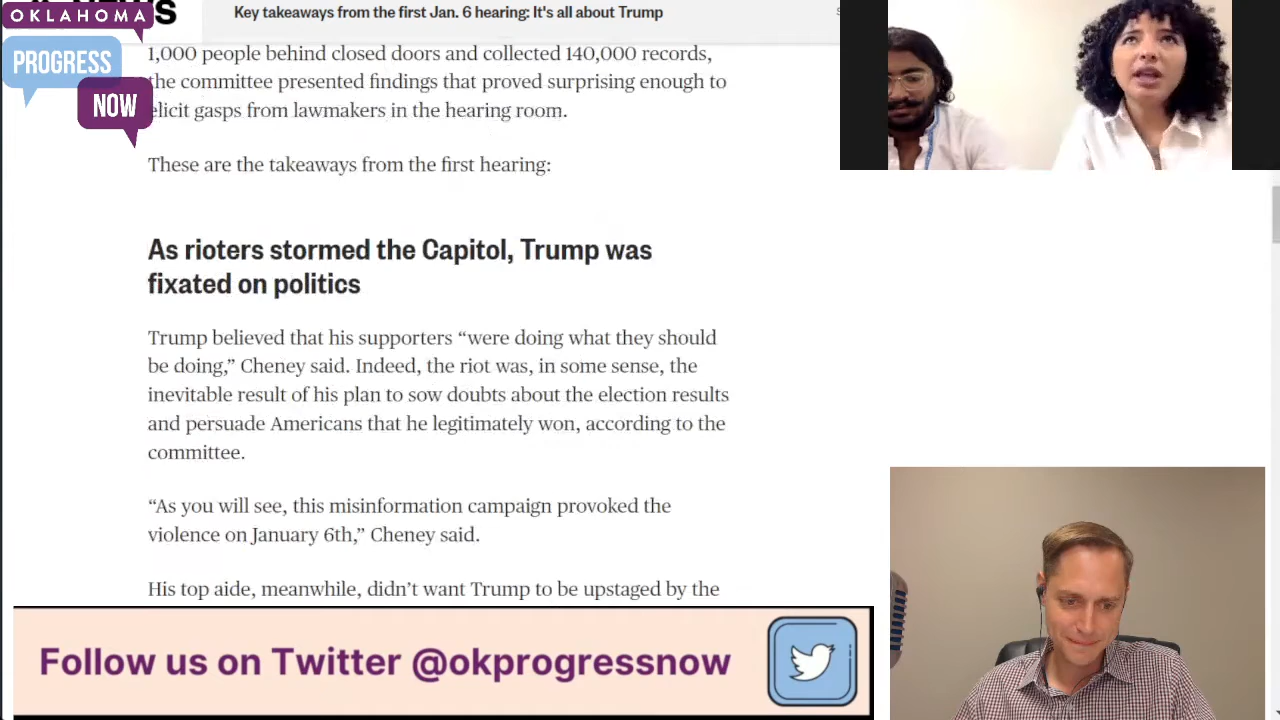 OKLAHOMA
PROGRESS
NOW
NEWS
Key takeaways from the first Jan. 6 hearing: It's all about Trump
1,000 people behind closed doors and collected 140,000 records,
the committee presented findings that proved surprising enough to
elicit gasps from lawmakers in the hearing room.
These are the takeaways from the first hearing:
As rioters stormed the Capitol, Trump was
fixated on politics
Trump believed that his supporters “were doing what they should
be doing,” Cheney said. Indeed, the riot was, in some sense, the
inevitable result of his plan to sow doubts about the election results
and persuade Americans that he legitimately won, according to the
committee.
“As you will see, this misinformation campaign provoked the
violence on January 6th,” Cheney said.
His top aide, meanwhile, didn’t want Trump to be upstaged by the
Follow us on Twitter @okprogressnow